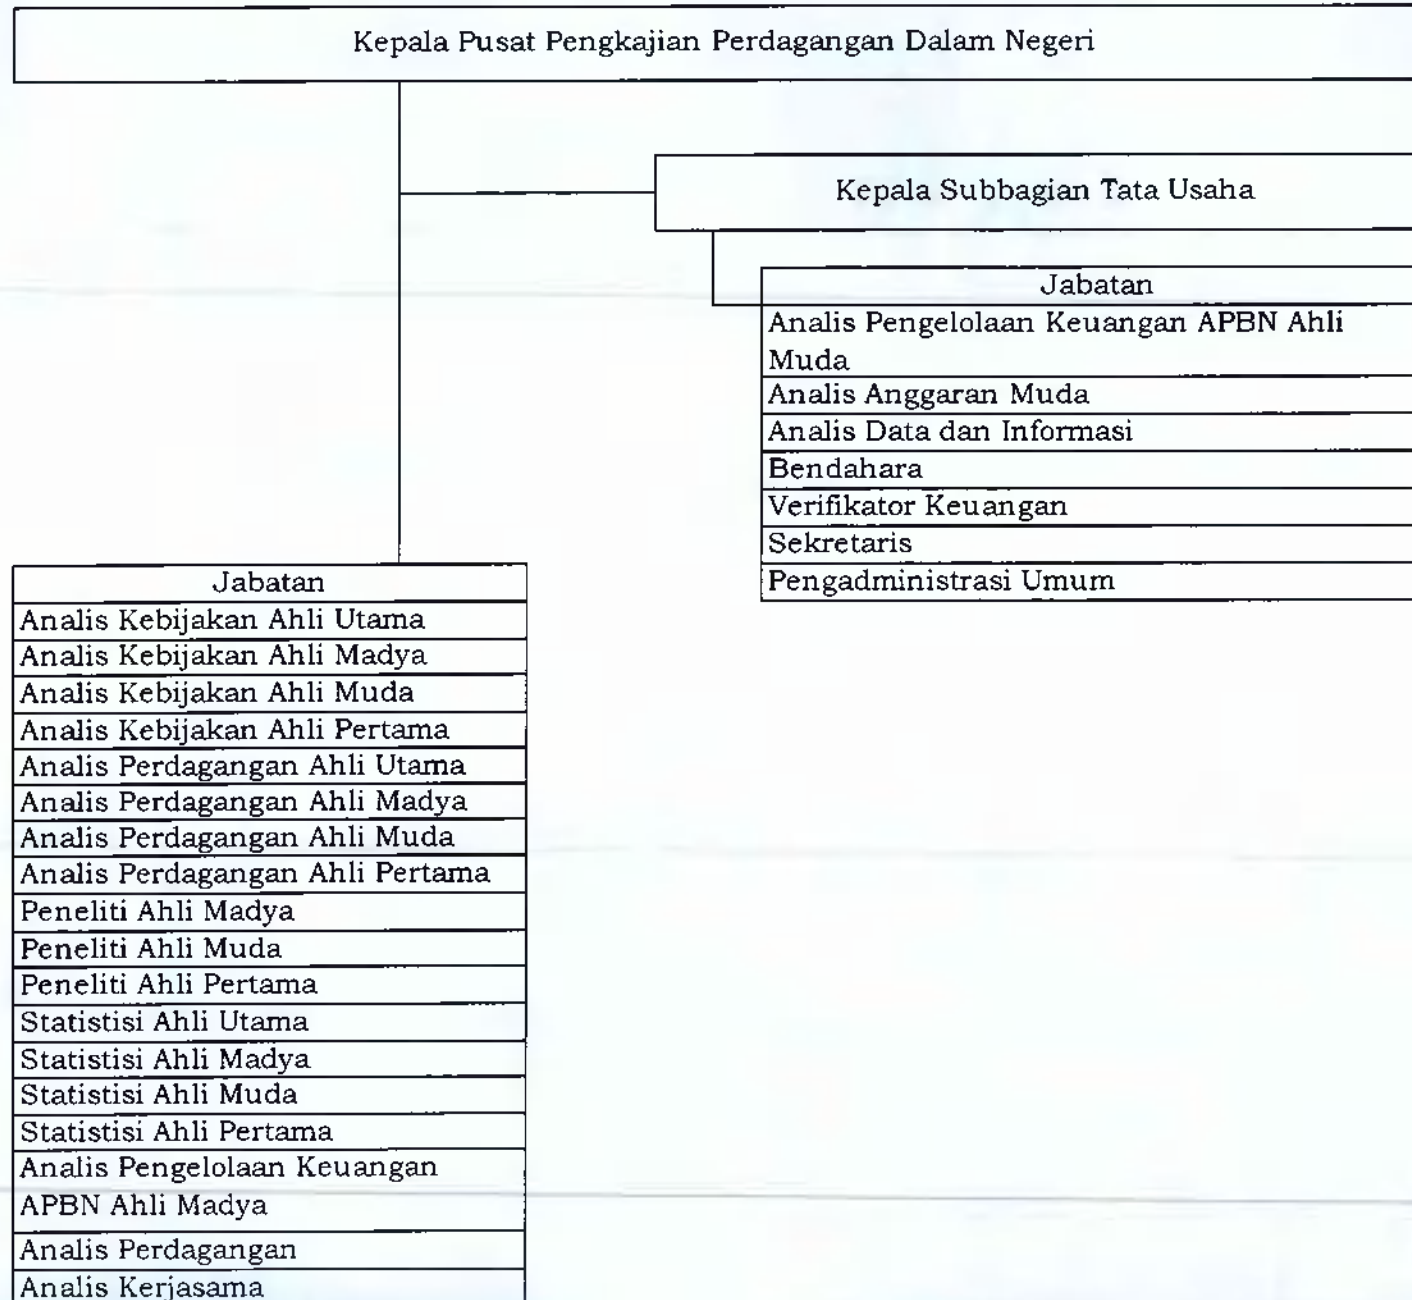 Kepala Pusat Pengkajian Perdagangan Dalam Negeri
Kepala Subbagian Tata Usaha
Jabatan
Analis Pengelolaan Keuangan APBN Ahli
Muda
Analis Anggaran Muda
Analis Data dan Informasi
Bendahara
Verifikator Keuangan
Sekretaris
Pengadministrasi Umum
Jabatan
Analis Kebijakan Ahli Utama
Analis Kebijakan Ahli Madya
Analis Kebijakan Ahli Muda
Analis Kebijakan Ahli Pertama
Analis Perdagangan Ahli Utama
Analis Perdagangan Ahli Madya
Analis Perdagangan Ahli Muda
Analis Perdagangan Ahli Pertama
Peneliti Ahli Madya
Peneliti Ahli Muda
Peneliti Ahli Pertama
Statistisi Ahli Utama
Statistisi Ahli Madya
Statistisi Ahli Muda
Statistisi Ahli Pertama
Analis Pengelolaan Keuangan
APBN Ahli Madya
Analis Perdagangan
Analis Kerjasama